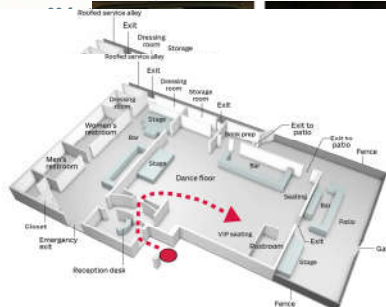 Roofed service alley
Exit
Dressing
room
Storage
Roofed service alley
Exit
Dressing
room
Storage
room
Exit
Dressing
room
Stage
Women's
restroom
Bar
Exit to
patio
Exit to
patio
Fence
Men's
restroom
Stage
Bar
Dance floor
Seating
Bar
Patio
VIP seating
Closet
Emergency
exit
Restroom
Exit
Reception desk
Stage
Fence